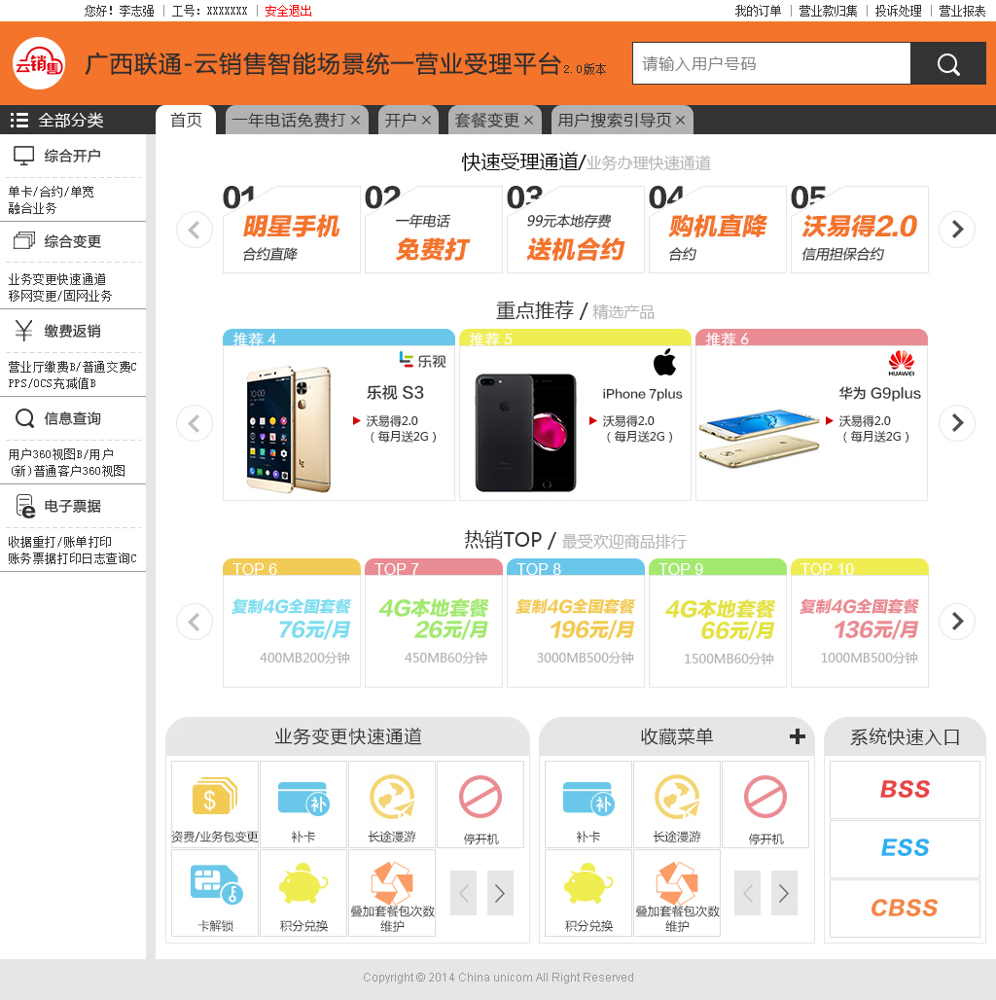 您好! 李志强 | 工号: XXXXXXX | 安全退出
我的订单 | 营业款归集 | 投诉处理 | 营业报表
云销售
广西联通-云销售智能场景统一营业受理平台2.0版本
请输入用户号码
全部分类
首页
一年电话免费打 ×
开户 ×
套餐变更 ×
用户搜索引导页 ×
综合开户
单卡/合约/单宽
融合业务
综合变更
业务变更快速通道
移网变更/固网业务
缴费返销
营业厅缴费B/普通交费C
PPS/OCS充减值B
信息查询
用户360视图B/用户
(新)普通客户360视图
电子票据
收据重打/账单打印
账务票据打印日志查询C
快速受理通道/业务办理快速通道
01
明星手机
合约直降
02
一年电话
免费打
03
99元本地存费
送机合约
04
购机直降
合约
05
沃易得2.0
信用担保合约
重点推荐 / 精选产品
推荐 4
乐视
乐视 S3
沃易得2.0
（每月送2G ）
推荐 5
iPhone 7plus
沃易得2.0
（每月送2G ）
推荐 6
HUAWEI
华为 G9plus
沃易得2.0
（每月送2G ）
热销TOP / 最受欢迎商品排行
TOP 6
复制4G全国套餐
76元/月
400MB200分钟
TOP 7
4G本地套餐
26元/月
450MB60分钟
TOP 8
复制4G全国套餐
196元/月
3000MB500分钟
TOP 9
4G本地套餐
66元/月
1500MB60分钟
TOP 10
复制4G全国套餐
136元/月
1000MB500分钟
业务变更快速通道
资费/业务包变更
补
补卡
长途漫游
停开机
卡解锁
积分兑换
叠加套餐包次数
维护
收藏菜单
补
补卡
长途漫游
停开机
积分兑换
叠加套餐包次数
维护
系统快速入口
BSS
ESS
CBSS
Copyright © 2014 China unicom All Right Reserved